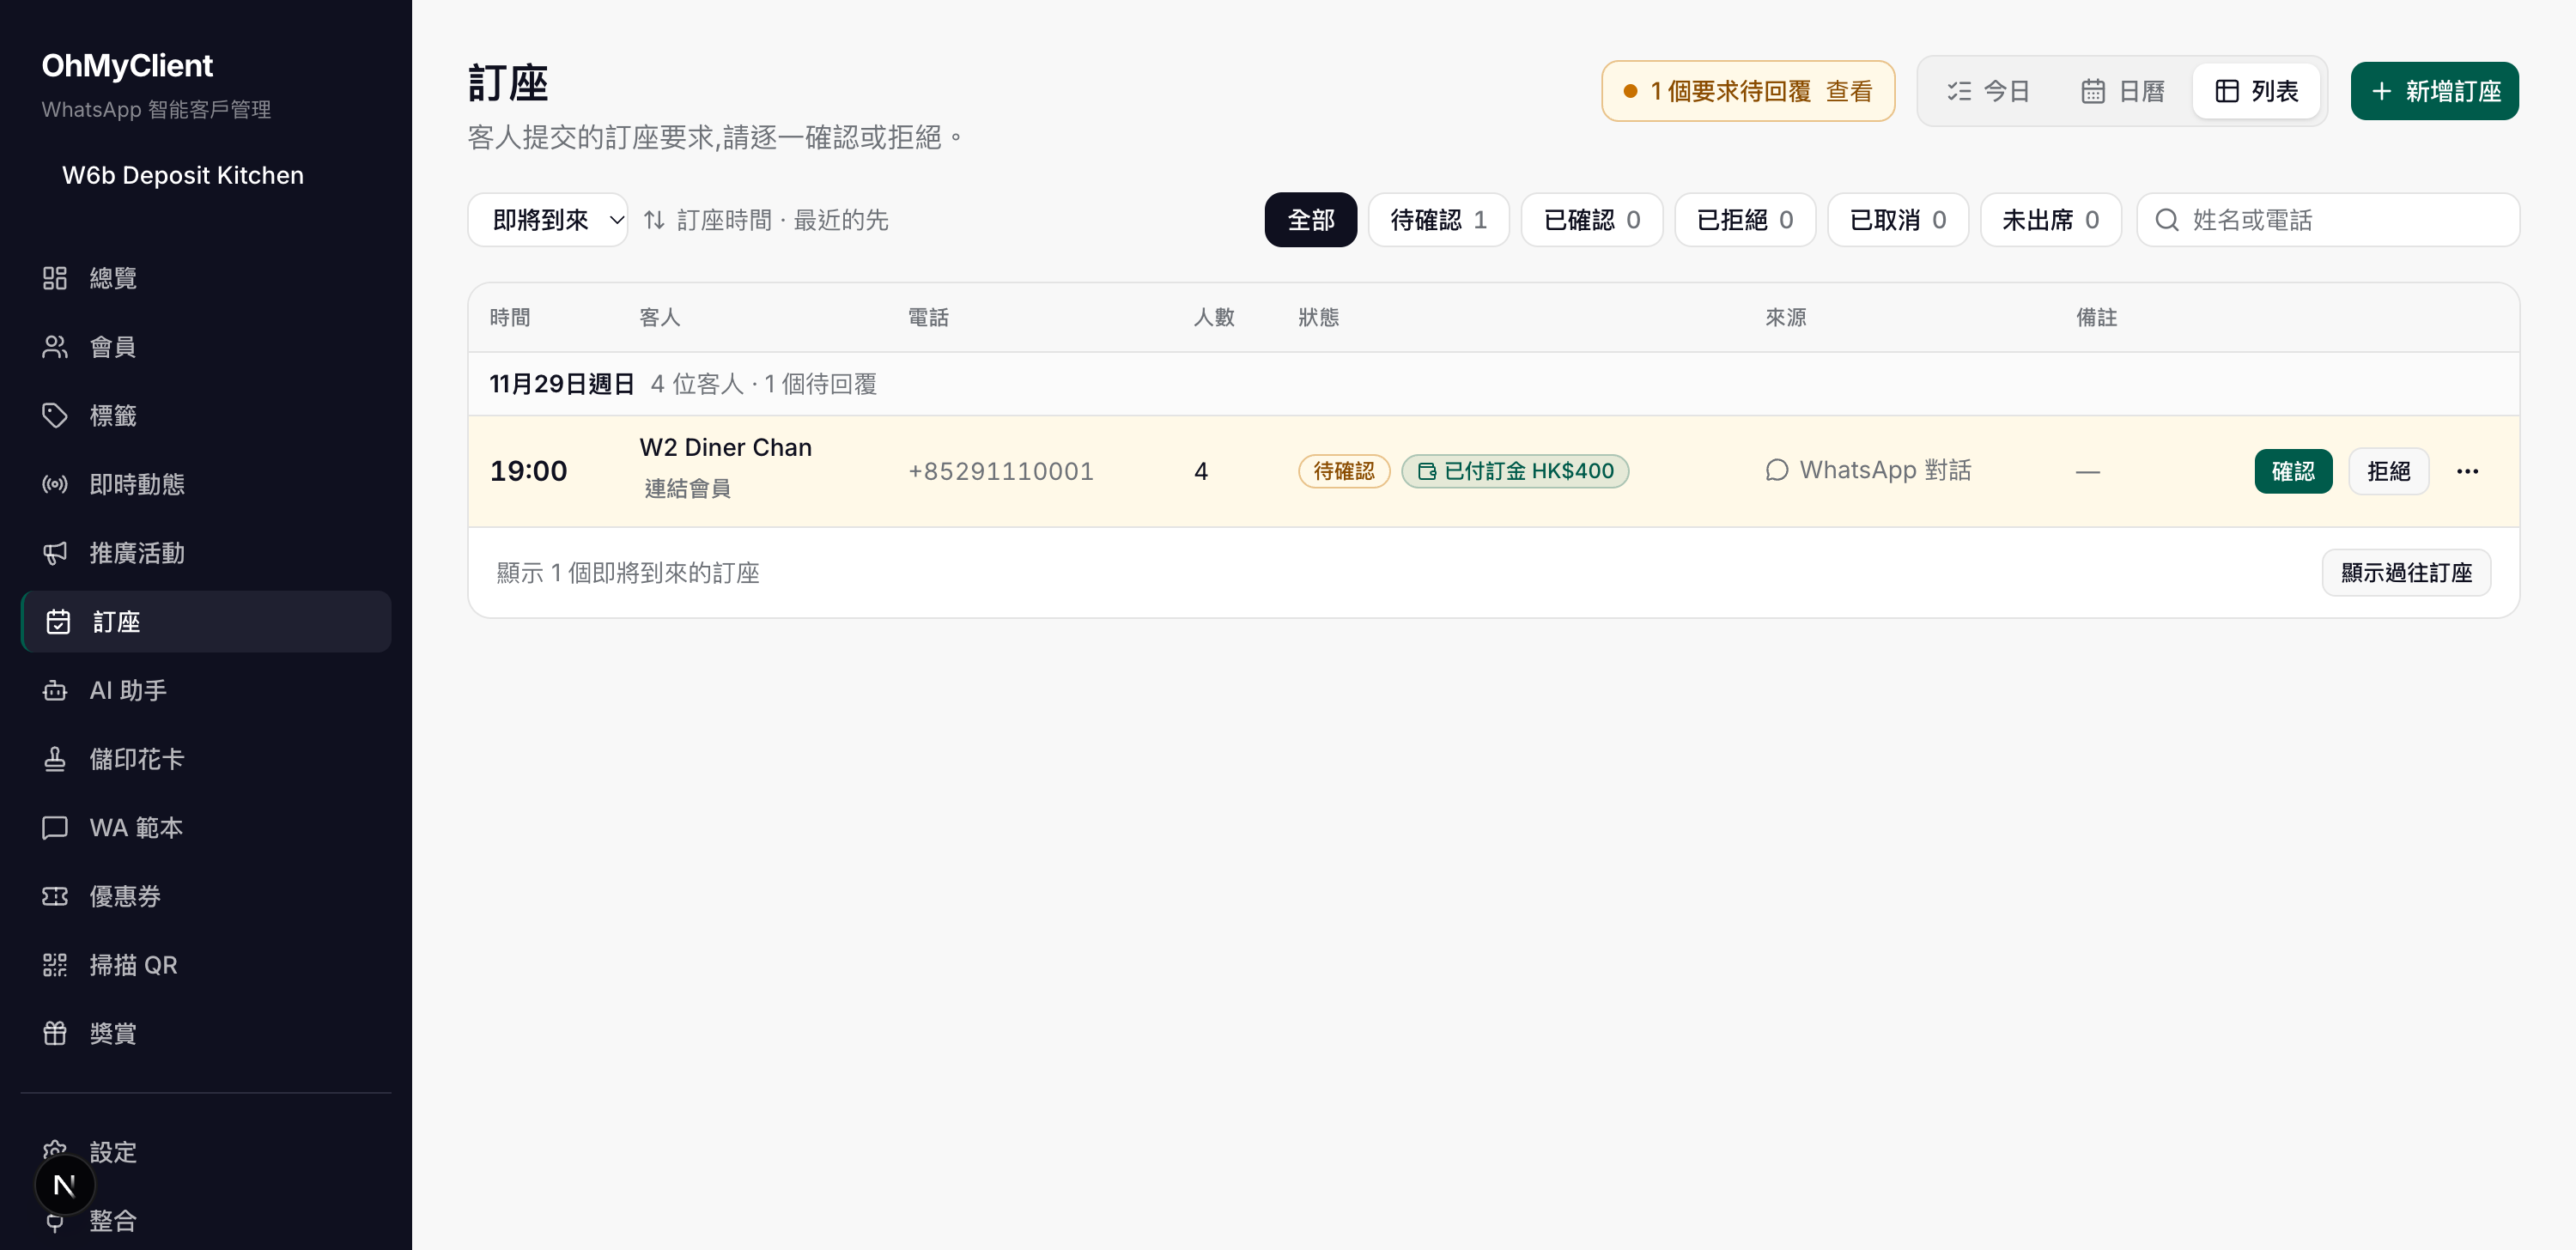 OhMyClient
WhatsApp 智能客戶管理
W6b Deposit Kitchen
總覽
會員
標籤
即時動態
推廣活動
訂座
AI 助手
儲印花卡
WA 範本
優惠券
掃描 QR
獎賞
設定
N
整合
訂座
客人提交的訂座要求,請逐一確認或拒絕。
1 個要求待回覆 查看
今日 日曆 列表
+ 新增訂座
即將到來 訂座時間 · 最近的先
全部 待確認 1 已確認 0 已拒絕 0 已取消 0 未出席 0 姓名或電話
時間 客人 電話 人數 狀態 來源 備註
11月29日週日 4 位客人 · 1 個待回覆
19:00 W2 Diner Chan +85291110001 4 待確認 已付訂金 HK$400 WhatsApp 對話 — 確認 拒絕 ···
連結會員
顯示 1 個即將到來的訂座 顯示過往訂座